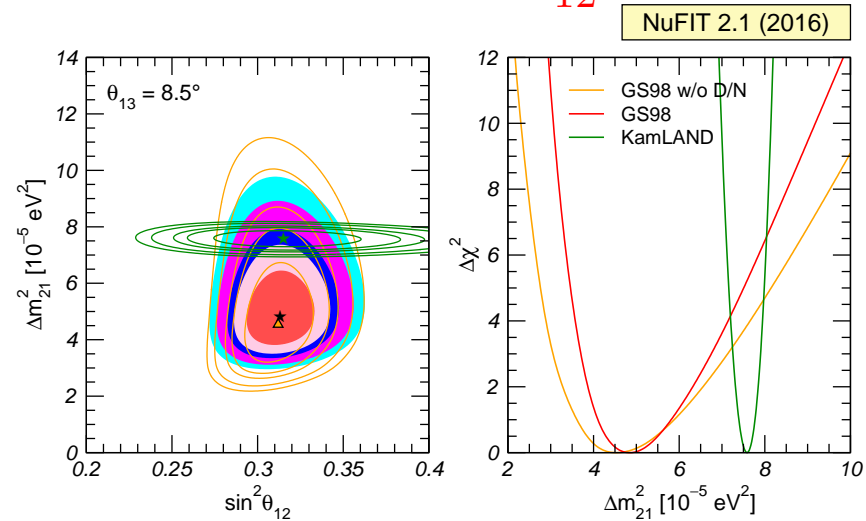 12
NuFIT 2.1 (2016)
θ₁₃ = 8.5°
14
12
10
8
6
4
2
0
Δm²₂₁ [10⁻⁵ eV²]
0.2
0.25
0.3
0.35
0.4
sin²θ₁₂
GS98 w/o D/N
GS98
KamLAND
12
10
8
6
4
2
0
Δχ²
2
4
6
8
10
Δm²₂₁ [10⁻⁵ eV²]